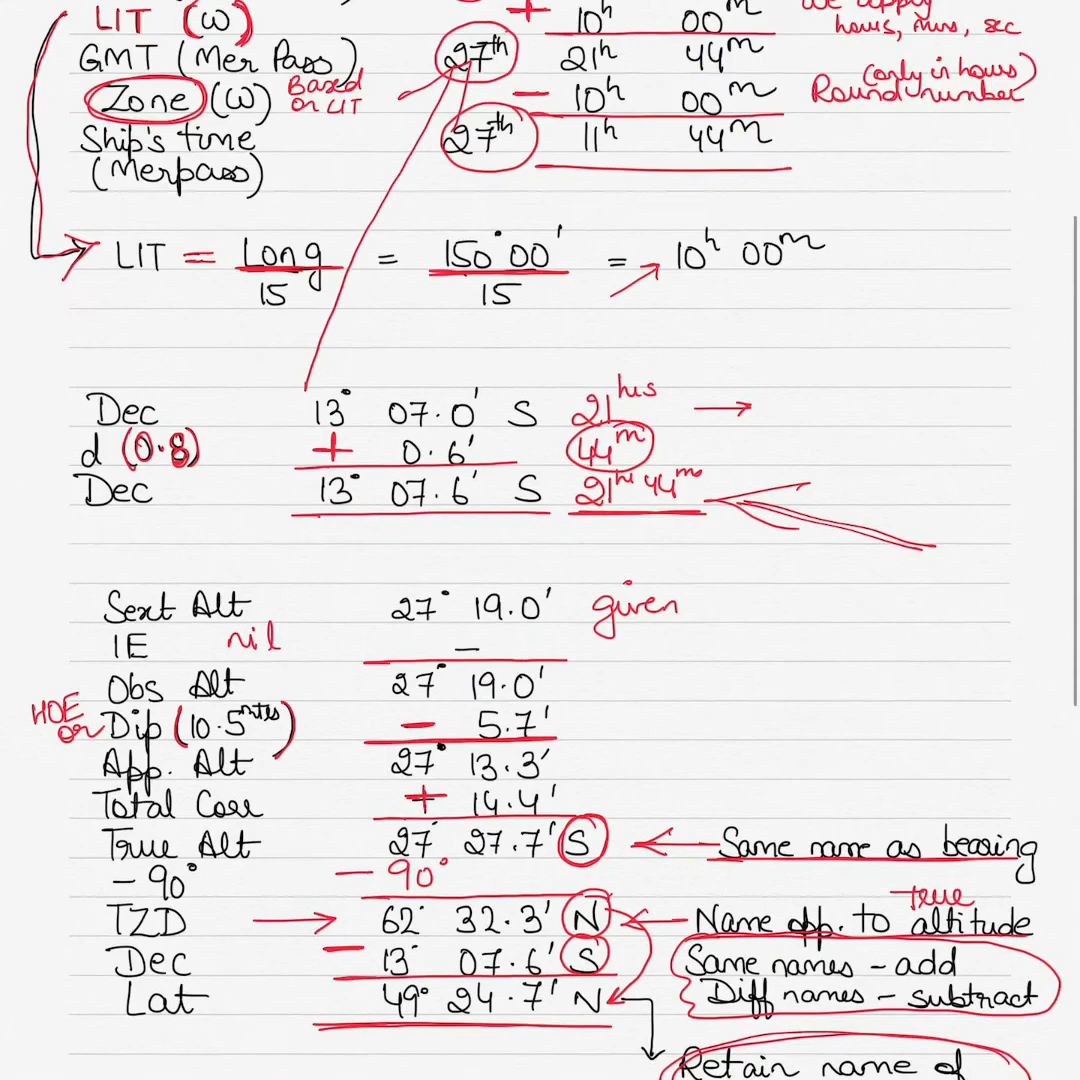 LIT (W) + 10ʰ 00ᵐ
hours, mins, sec
GMT (Mer Pass) 27ᵗʰ 21ʰ 44ᵐ
(only in hours)
Zone (W) Based on LIT − 10ʰ 00ᵐ Round number
Ship's time 27ᵗʰ 11ʰ 44ᵐ
(Merpass)
LIT = Long / 15 = 150° 00' / 15 = 10ʰ 00ᵐ
Dec 13° 07.0' S 21ʰʳˢ
d (0.8) + 0.6' 44ᵐ
Dec 13° 07.6' S 21ʰʳ 44ᵐˢ
Sext Alt 27° 19.0' given
IE nil –
Obs Alt 27° 19.0'
HOE or Dip (10.5ᵐᵗʳˢ) − 5.7'
App. Alt 27° 13.3'
Total Corr + 14.4'
True Alt 27° 27.7' S Same name as bearing
− 90° − 90°
TZD 62° 32.3' N Name opp. to True altitude
Dec − 13° 07.6' S Same names - add
Diff names - subtract
Lat 49° 24.7' N
Retain name of